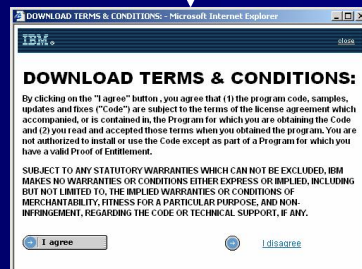 DOWNLOAD TERMS & CONDITIONS: - Microsoft Internet Explorer
IBM.
close
DOWNLOAD TERMS & CONDITIONS:
By clicking on the "I agree" button , you agree that (1) the program code, samples,
updates and fixes ("Code") are subject to the terms of the license agreement which
accompanied, or is contained in, the Program for which you are obtaining the Code
and (2) you read and accepted those terms when you obtained the program. You are
not authorized to install or use the Code except as part of a Program for which you
have a valid Proof of Entitlement.
SUBJECT TO ANY STATUTORY WARRANTIES WHICH CAN NOT BE EXCLUDED, IBM
MAKES NO WARRANTIES OR CONDITIONS EITHER EXPRESS OR IMPLIED, INCLUDING
BUT NOT LIMITED TO, THE IMPLIED WARRANTIES OR CONDITIONS OF
MERCHANTABILITY, FITNESS FOR A PARTICULAR PURPOSE, AND NON-
INFRINGEMENT, REGARDING THE CODE OR TECHNICAL SUPPORT, IF ANY.
I agree
I disagree